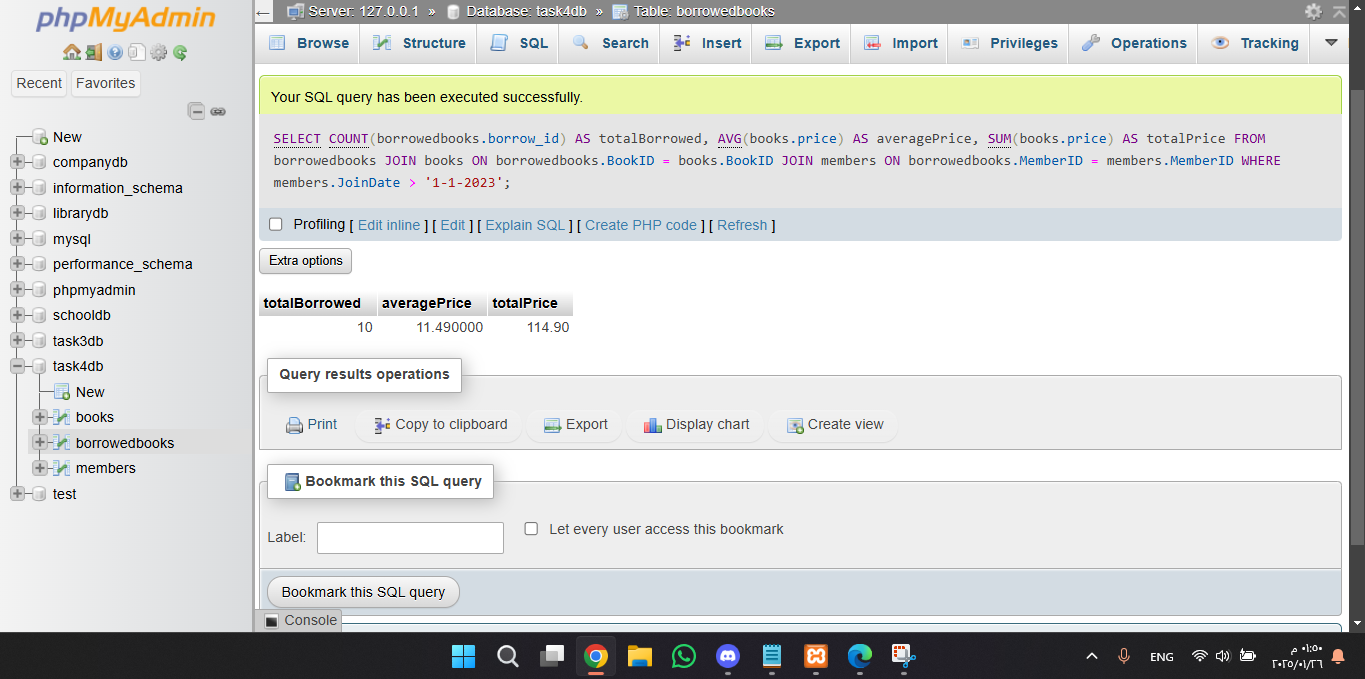 phpMyAdmin
Recent Favorites
New
companydb
information_schema
librarydb
mysql
performance_schema
phpmyadmin
schooldb
task3db
task4db
New
books
borrowedbooks
members
test
Server: 127.0.0.1 » Database: task4db » Table: borrowedbooks
Browse Structure SQL Search Insert Export Import Privileges Operations Tracking
Your SQL query has been executed successfully.
SELECT COUNT(borrowedbooks.borrow_id) AS totalBorrowed, AVG(books.price) AS averagePrice, SUM(books.price) AS totalPrice FROM
borrowedbooks JOIN books ON borrowedbooks.BookID = books.BookID JOIN members ON borrowedbooks.MemberID = members.MemberID WHERE
members.JoinDate > '1-1-2023';
Profiling [ Edit inline ] [ Edit ] [ Explain SQL ] [ Create PHP code ] [ Refresh ]
Extra options
totalBorrowed averagePrice totalPrice
10 11.490000 114.90
Query results operations
Print Copy to clipboard Export Display chart Create view
Bookmark this SQL query
Label: Let every user access this bookmark
Bookmark this SQL query
Console
ENG
٠١:٥٠ م
٢٠٢٥/٠١/٢٦